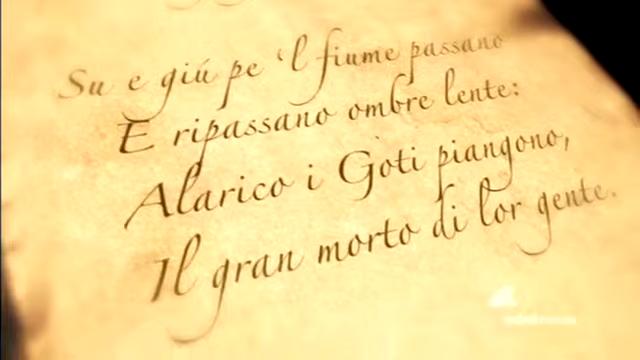 Su e giú pe 'l fiume passano
E ripassano ombre lente:
Alarico i Goti piangono,
Il gran morto di lor gente.